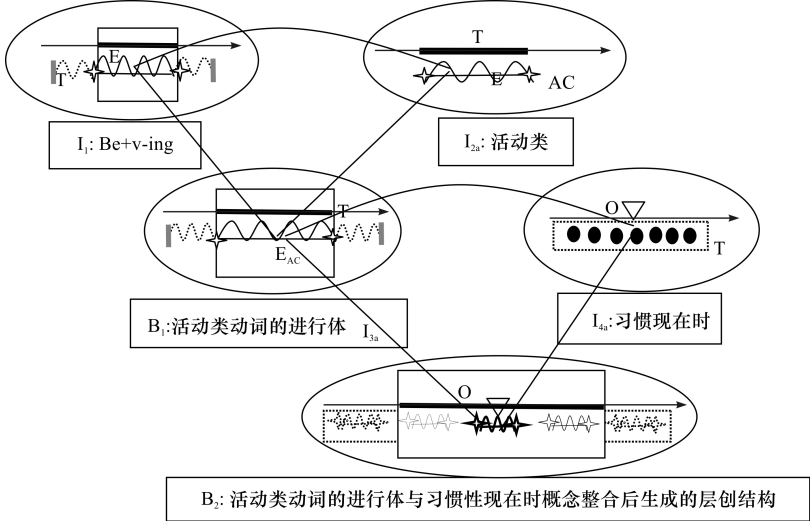 E
T
I₁: Be+v-ing
T
E
AC
I₂ₐ: 活动类
T
E_AC
B₁:活动类动词的进行体 I₃ₐ
O
T
I₄ₐ:习惯现在时
O
B₂: 活动类动词的进行体与习惯性现在时概念整合后生成的层创结构